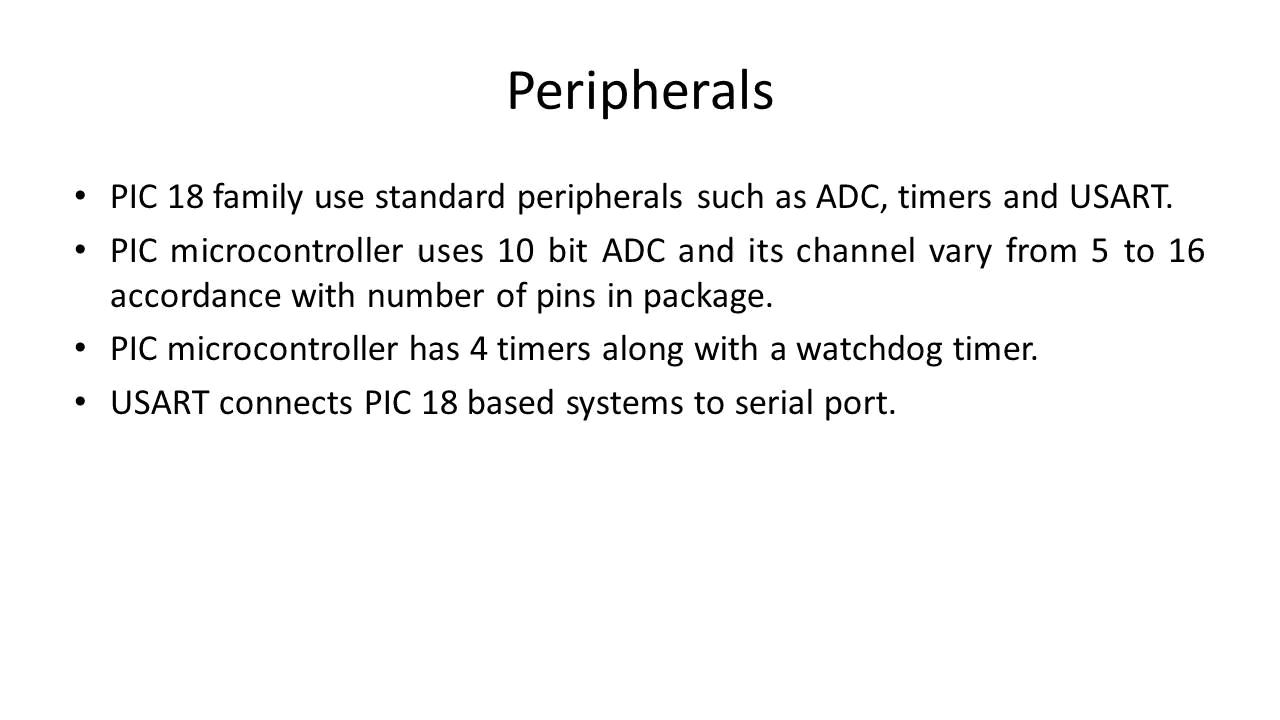 Peripherals
• PIC 18 family use standard peripherals such as ADC, timers and USART.
• PIC microcontroller uses 10 bit ADC and its channel vary from 5 to 16
accordance with number of pins in package.
• PIC microcontroller has 4 timers along with a watchdog timer.
• USART connects PIC 18 based systems to serial port.